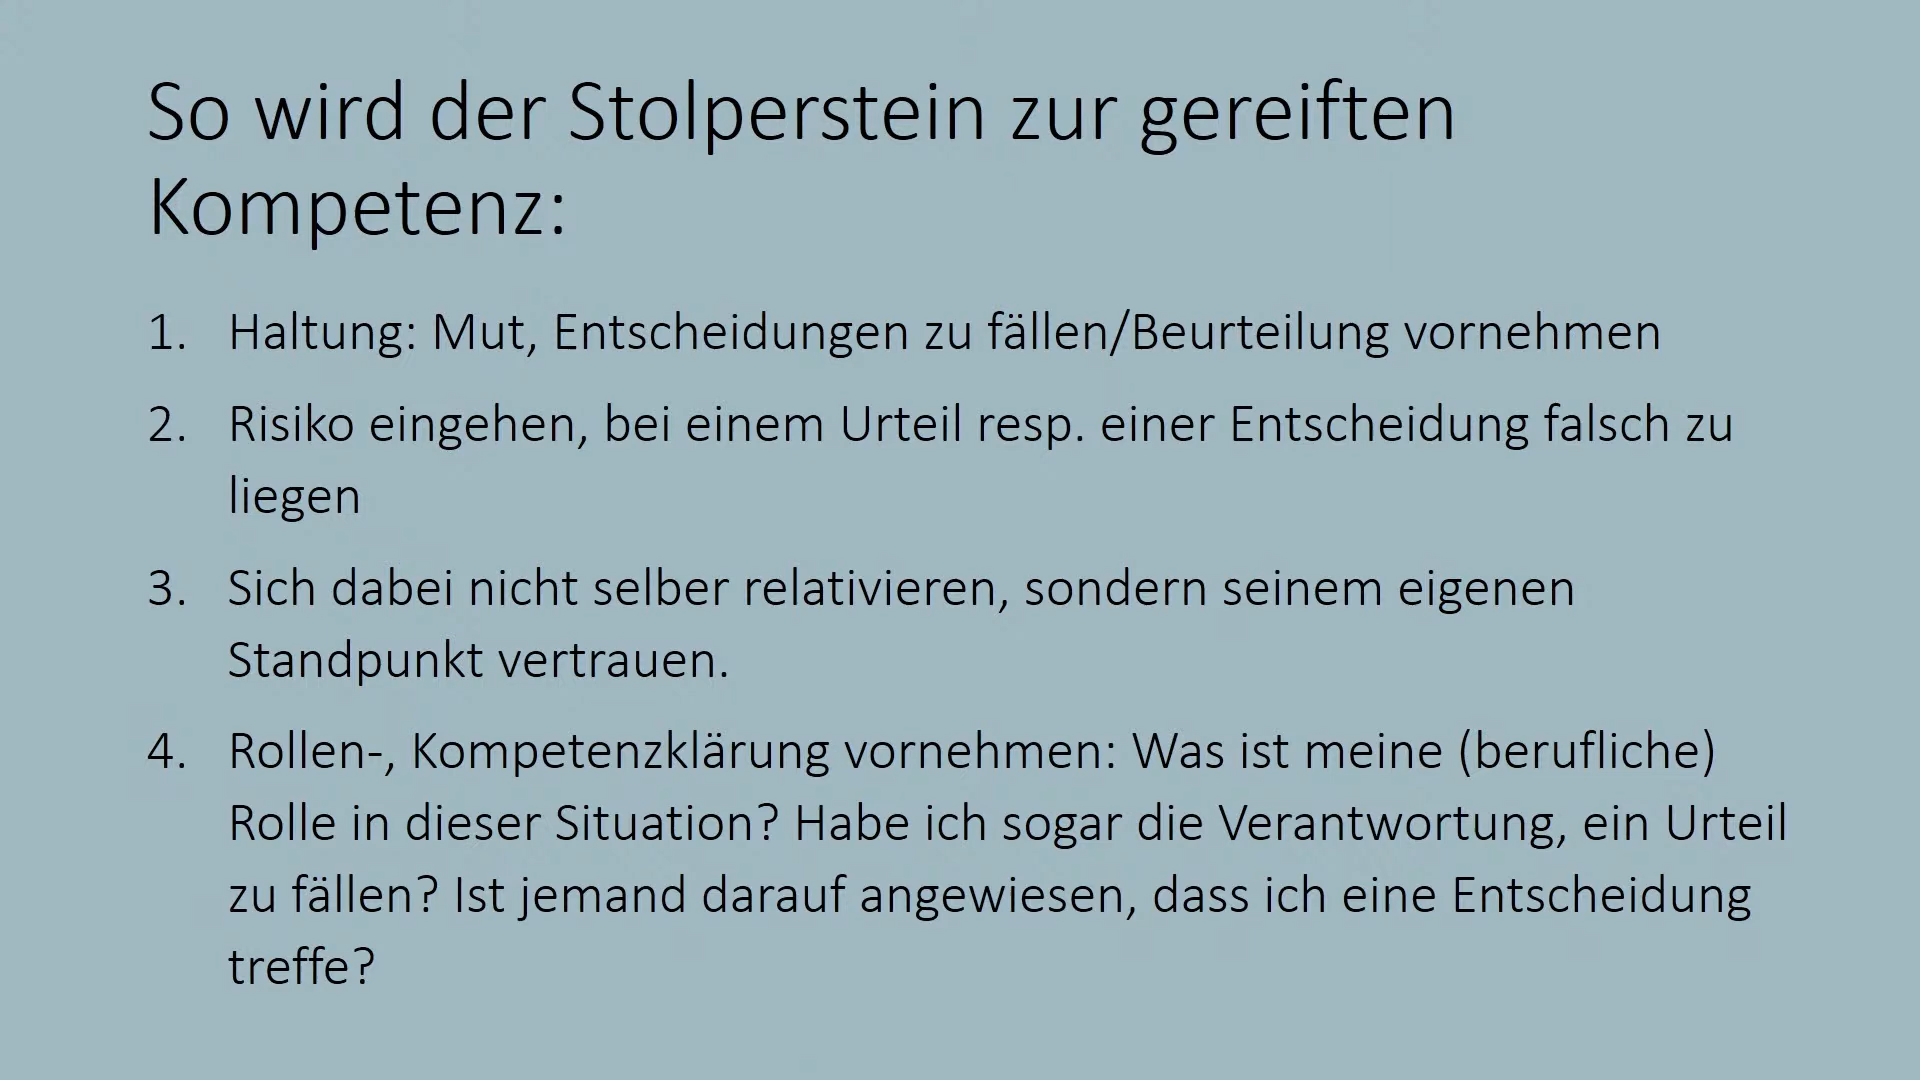 So wird der Stolperstein zur gereiften
Kompetenz:
1. Haltung: Mut, Entscheidungen zu fällen/Beurteilung vornehmen
2. Risiko eingehen, bei einem Urteil resp. einer Entscheidung falsch zu
liegen
3. Sich dabei nicht selber relativieren, sondern seinem eigenen
Standpunkt vertrauen.
4. Rollen-, Kompetenzklärung vornehmen: Was ist meine (berufliche)
Rolle in dieser Situation? Habe ich sogar die Verantwortung, ein Urteil
zu fällen? Ist jemand darauf angewiesen, dass ich eine Entscheidung
treffe?